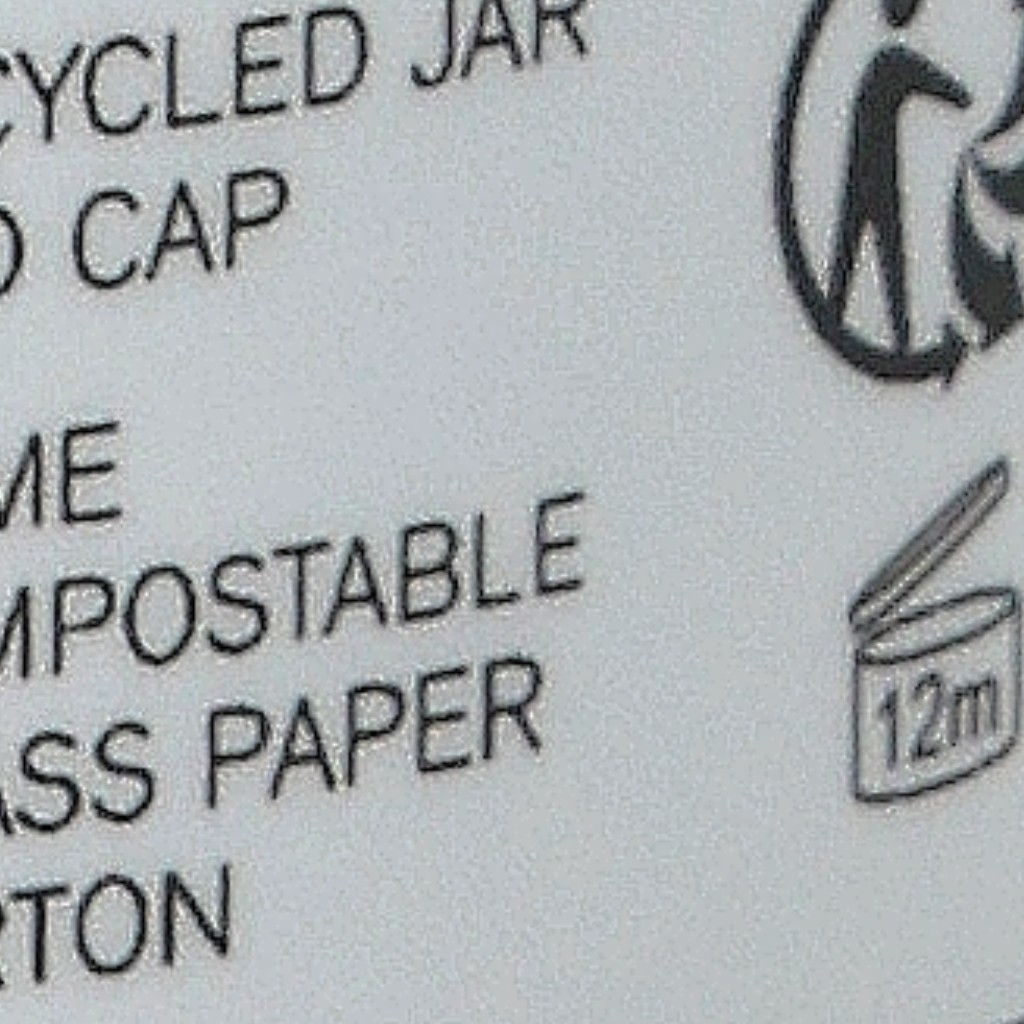 CYCLED JAR
D CAP
ME
MPOSTABLE
ASS PAPER
RTON
12m